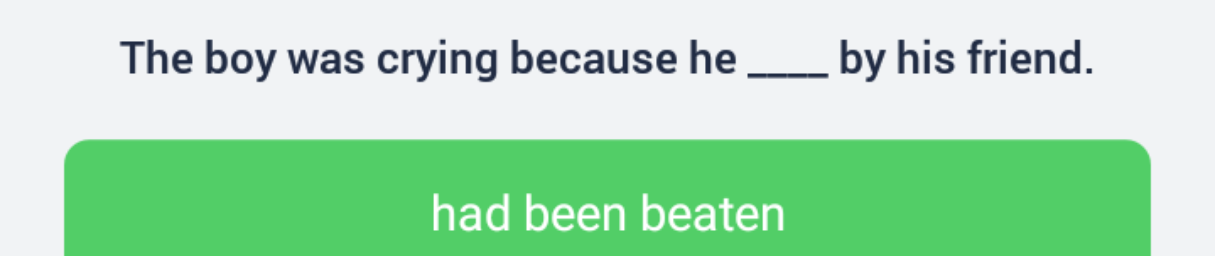 The boy was crying because he ____ by his friend.
had been beaten